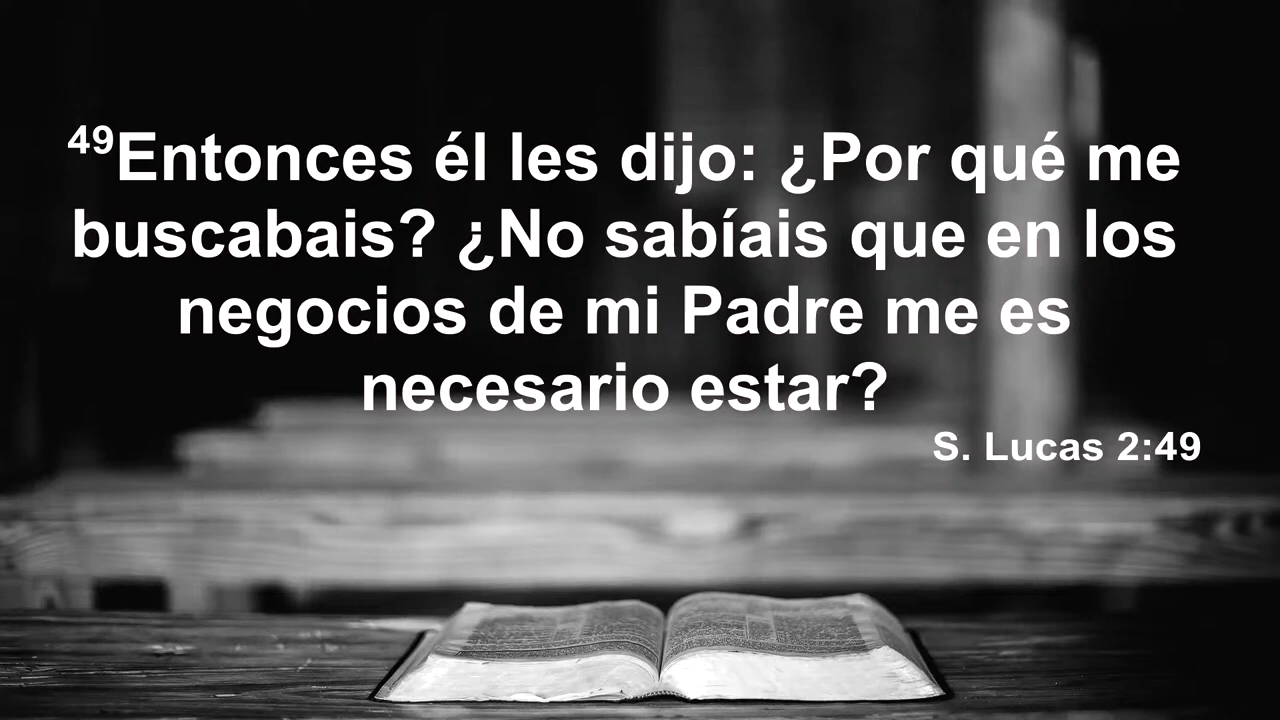 49Entonces él les dijo: ¿Por qué me
buscabais? ¿No sabíais que en los
negocios de mi Padre me es
necesario estar?
S. Lucas 2:49